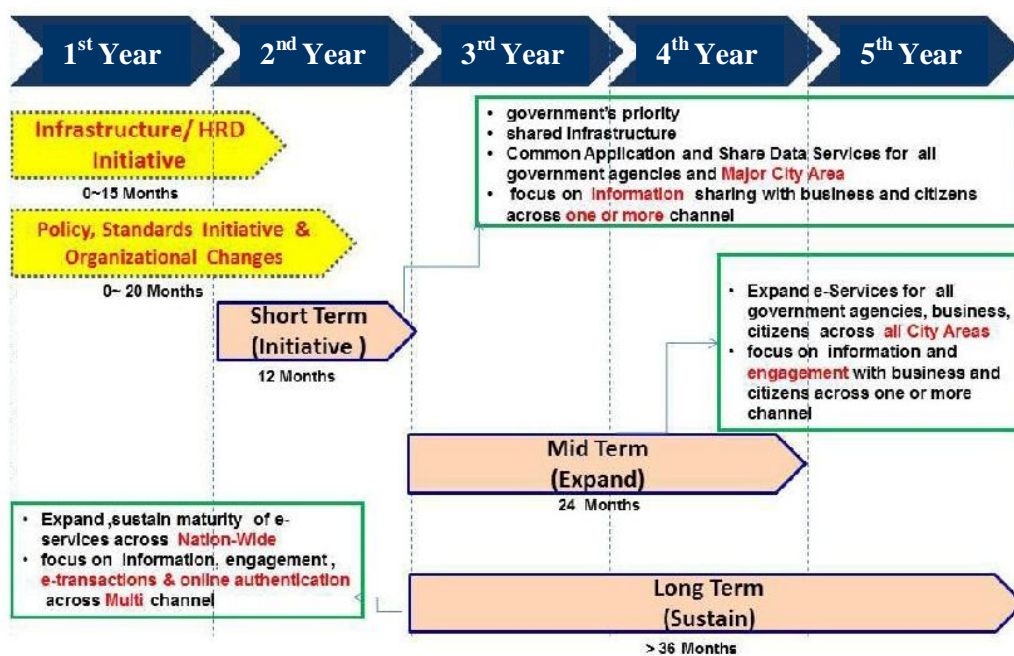 1st Year
2nd Year
3rd Year
4th Year
5th Year
Infrastructure/ HRD
Initiative
0~15 Months
Policy, Standards Initiative &
Organizational Changes
0~ 20 Months
Short Term
(Initiative )
12 Months
• government's priority
• shared infrastructure
• Common Application and Share Data Services for all
government agencies and Major City Area
• focus on information sharing with business and citizens
across one or more channel
• Expand e-Services for all
government agencies, business,
citizens across all City Areas
• focus on information and
engagement with business and
citizens across one or more
channel
Mid Term
(Expand)
24 Months
• Expand ,sustain maturity of e-
services across Nation-Wide
• focus on information, engagement ,
e-transactions & online authentication
across Multi channel
Long Term
(Sustain)
> 36 Months